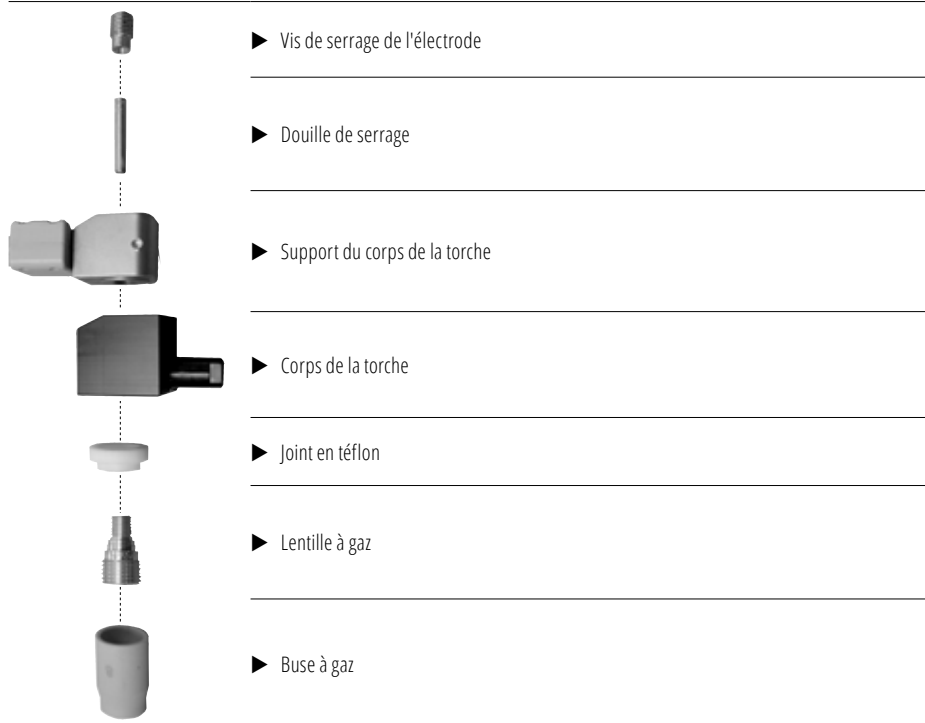 ▶ Vis de serrage de l'électrode
▶ Douille de serrage
▶ Support du corps de la torche
▶ Corps de la torche
▶ Joint en téflon
▶ Lentille à gaz
▶ Buse à gaz